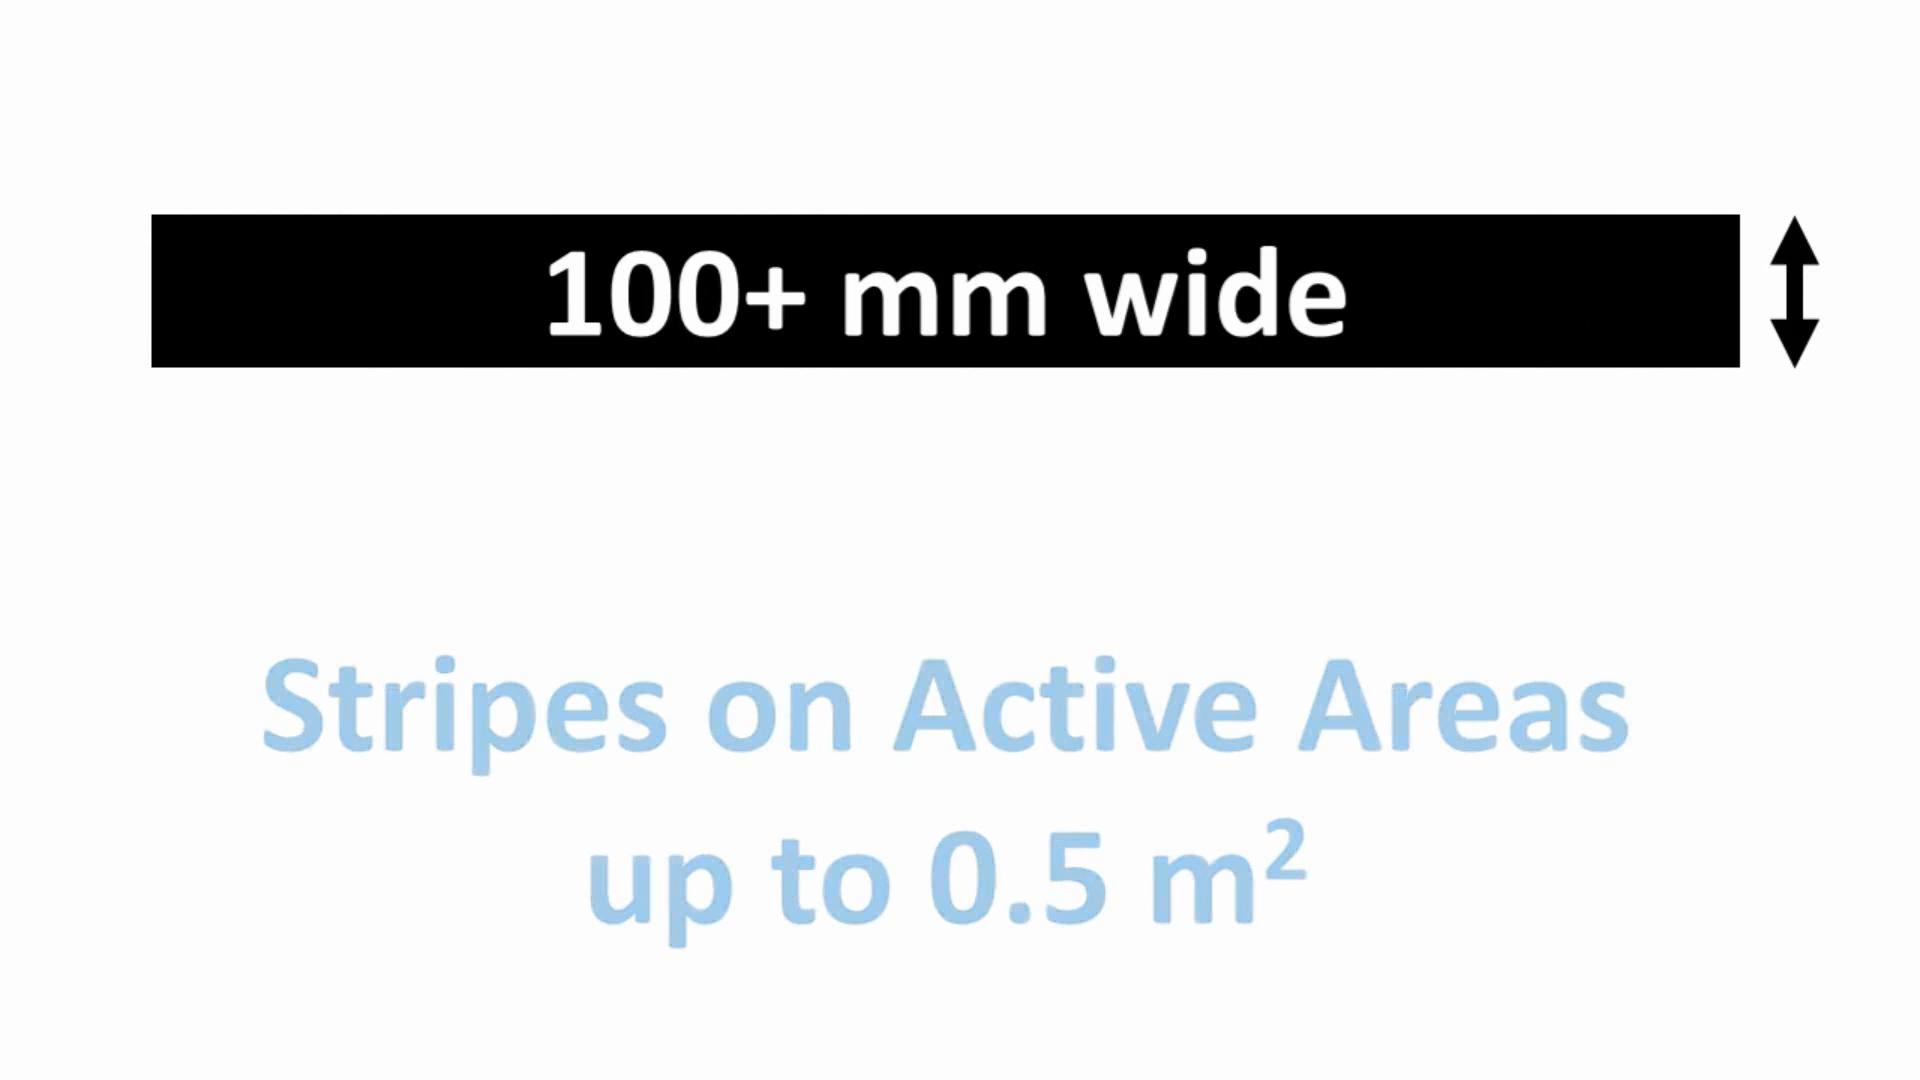 100+ mm wide
Stripes on Active Areas
up to 0.5 m²